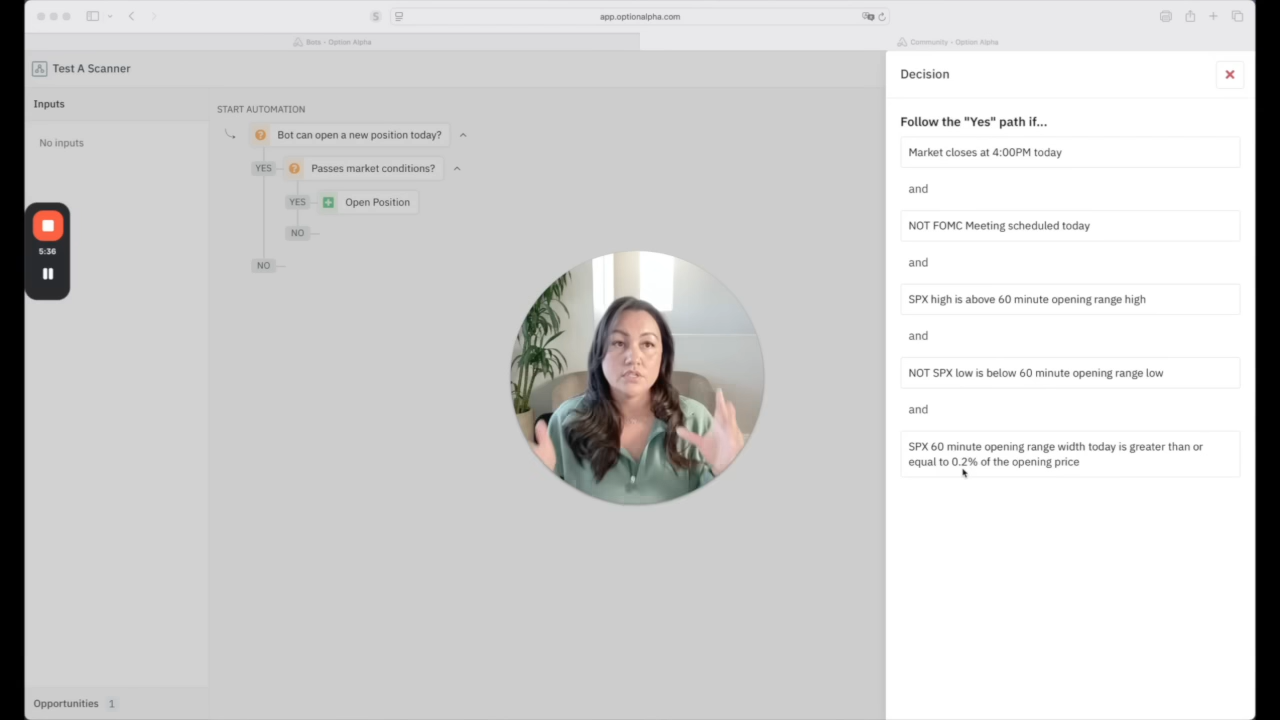 S
app.optionalpha.com
Bots - Option Alpha
Community - Option Alpha
Test A Scanner
Inputs
No inputs
START AUTOMATION
Bot can open a new position today?
YES
Passes market conditions?
YES
Open Position
NO
NO
5:36
Opportunities 1
Decision
Follow the "Yes" path if...
Market closes at 4:00PM today
and
NOT FOMC Meeting scheduled today
and
SPX high is above 60 minute opening range high
and
NOT SPX low is below 60 minute opening range low
and
SPX 60 minute opening range width today is greater than or
equal to 0.2% of the opening price